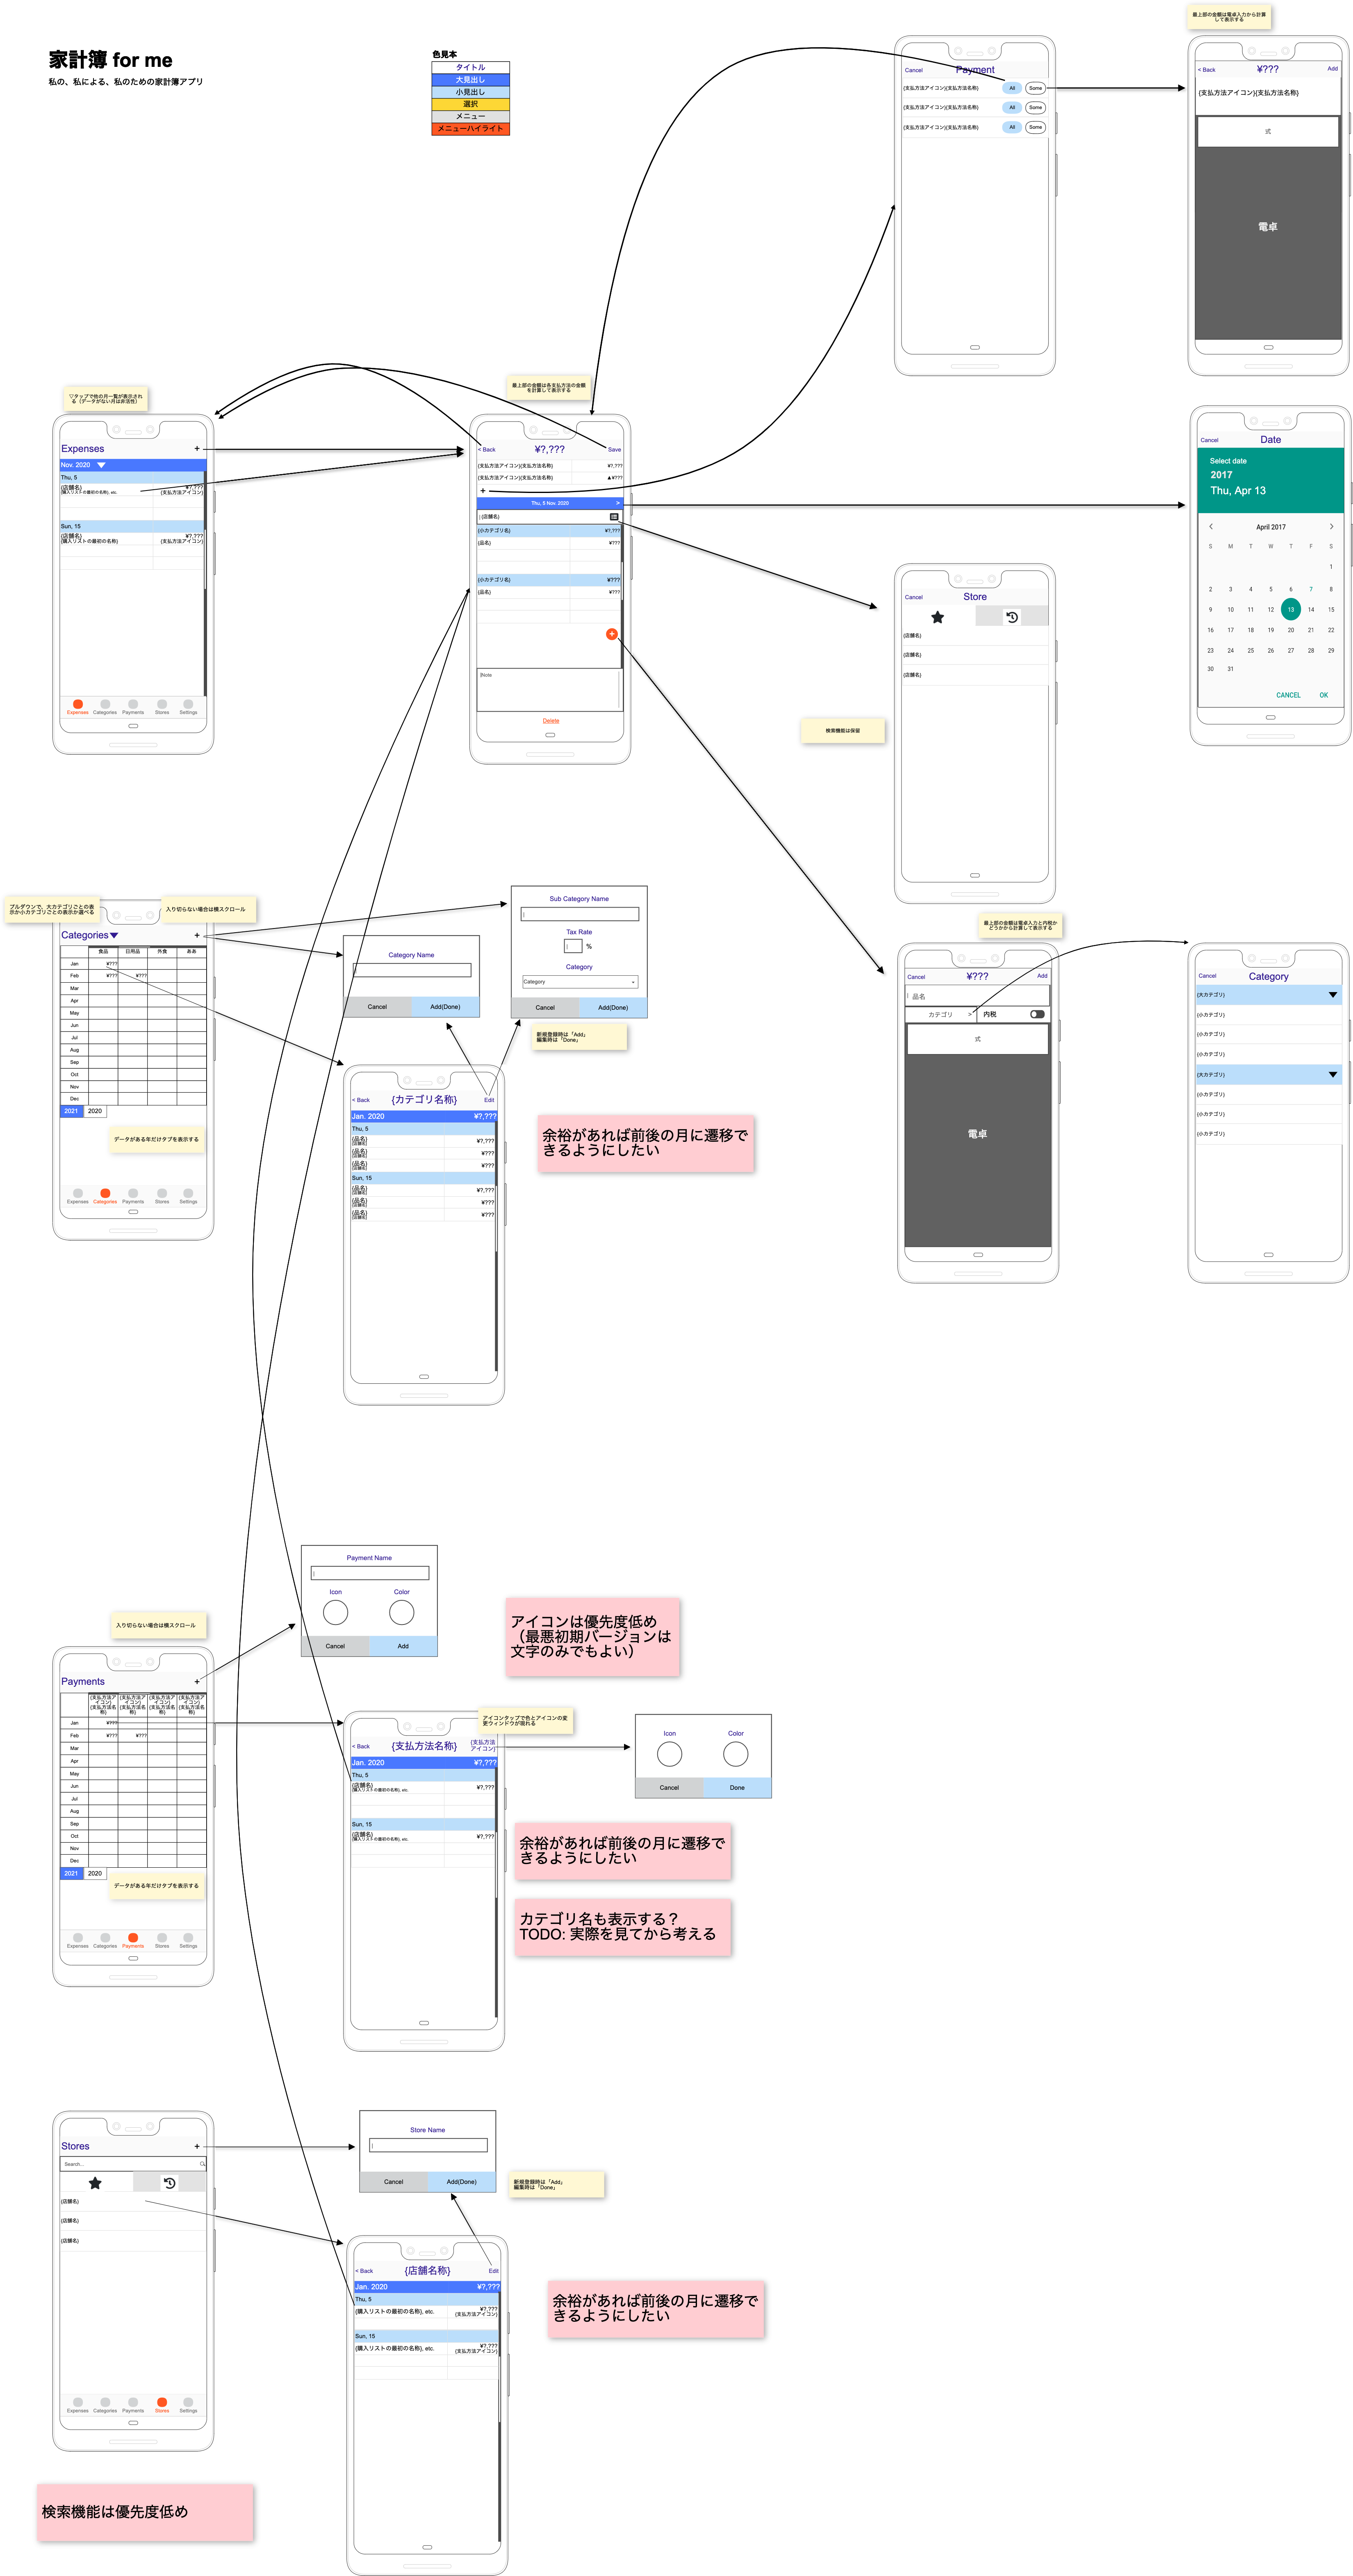 家計簿 for me
私の、私による、私のための家計簿アプリ
色見本
タイトル
大見出し
小見出し
選択
メニュー
メニューハイライト
Cancel
Payment
{支払方法アイコン}{支払方法名称}
All
Some
{支払方法アイコン}{支払方法名称}
All
Some
{支払方法アイコン}{支払方法名称}
All
Some
最上部の金額は電卓入力から計算
して表示する
< Back
¥???
Add
{支払方法アイコン}{支払方法名称}
式
電卓
▽タップで他の月一覧が表示され
る（データがない月は非活性）
Expenses
+
Nov. 2020
Thu, 5
{店舗名}
{購入リストの最初の名称}, etc.
¥?,???
{支払方法アイコン}
Sun, 15
{店舗名}
{購入リストの最初の名称}
¥?,???
{支払方法アイコン}
Expenses
Categories
Payments
Stores
Settings
最上部の金額は各支払方法の金額
を計算して表示する
< Back
¥?,???
Save
{支払方法アイコン}{支払方法名称}
¥?,???
{支払方法アイコン}{支払方法名称}
▲¥???
+
Thu, 5 Nov. 2020
>
{店舗名}
{小カテゴリ名}
¥?,???
{品名}
¥???
{小カテゴリ名}
¥???
{品名}
¥???
+
Note
Delete
Cancel
Date
Select date
2017
Thu, Apr 13
April 2017
S
M
T
W
T
F
S
1
2
3
4
5
6
7
8
9
10
11
12
13
14
15
16
17
18
19
20
21
22
23
24
25
26
27
28
29
30
31
CANCEL
OK
Cancel
Store
{店舗名}
{店舗名}
{店舗名}
検索機能は保留
プルダウンで、大カテゴリごとの表
示か小カテゴリごとの表示か選べる
入り切らない場合は横スクロール
Categories
+
食品
日用品
外食
ああ
Jan
¥???
Feb
¥???
¥???
Mar
Apr
May
Jun
Jul
Aug
Sep
Oct
Nov
Dec
2021
2020
データがある年だけタブを表示する
Expenses
Categories
Payments
Stores
Settings
Category Name
Cancel
Add(Done)
Sub Category Name
Tax Rate
%
Category
Category
Cancel
Add(Done)
新規登録時は「Add」
編集時は「Done」
< Back
{カテゴリ名称}
Edit
Jan. 2020
¥?,???
Thu, 5
{品名}
{店舗名}
¥?,???
{品名}
{店舗名}
¥???
{品名}
{店舗名}
¥???
Sun, 15
{品名}
{店舗名}
¥?,???
{品名}
{店舗名}
¥???
{品名}
{店舗名}
¥???
余裕があれば前後の月に遷移で
きるようにしたい
最上部の金額は電卓入力と内税か
どうかから計算して表示する
Cancel
¥???
Add
品名
カテゴリ
>
内税
式
電卓
Cancel
Category
{大カテゴリ}
{小カテゴリ}
{小カテゴリ}
{小カテゴリ}
{大カテゴリ}
{小カテゴリ}
{小カテゴリ}
{小カテゴリ}
Payment Name
Icon
Color
Cancel
Add
アイコンは優先度低め
（最悪初期バージョンは
文字のみでもよい）
入り切らない場合は横スクロール
Payments
+
{支払方法ア
イコン}
{支払方法名
称}
{支払方法ア
イコン}
{支払方法名
称}
{支払方法ア
イコン}
{支払方法名
称}
{支払方法ア
イコン}
{支払方法名
称}
Jan
¥???
Feb
¥???
¥???
Mar
Apr
May
Jun
Jul
Aug
Sep
Oct
Nov
Dec
2021
2020
データがある年だけタブを表示する
Expenses
Categories
Payments
Stores
Settings
アイコンタップで色とアイコンの変
更ウィンドウが現れる
< Back
{支払方法名称}
{支払方法
アイコン}
Jan. 2020
¥?,???
Thu, 5
{店舗名}
{購入リストの最初の名称}, etc.
¥?,???
Sun, 15
{店舗名}
{購入リストの最初の名称}, etc.
¥?,???
Icon
Color
Cancel
Done
余裕があれば前後の月に遷移で
きるようにしたい
カテゴリ名も表示する？
TODO: 実際を見てから考える
Stores
+
Search...
{店舗名}
{店舗名}
{店舗名}
Expenses
Categories
Payments
Stores
Settings
Store Name
Cancel
Add(Done)
新規登録時は「Add」
編集時は「Done」
< Back
{店舗名称}
Edit
Jan. 2020
¥?,???
Thu, 5
{購入リストの最初の名称}, etc.
¥?,???
{支払方法アイコン}
Sun, 15
{購入リストの最初の名称}, etc.
¥?,???
{支払方法アイコン}
余裕があれば前後の月に遷移で
きるようにしたい
検索機能は優先度低め